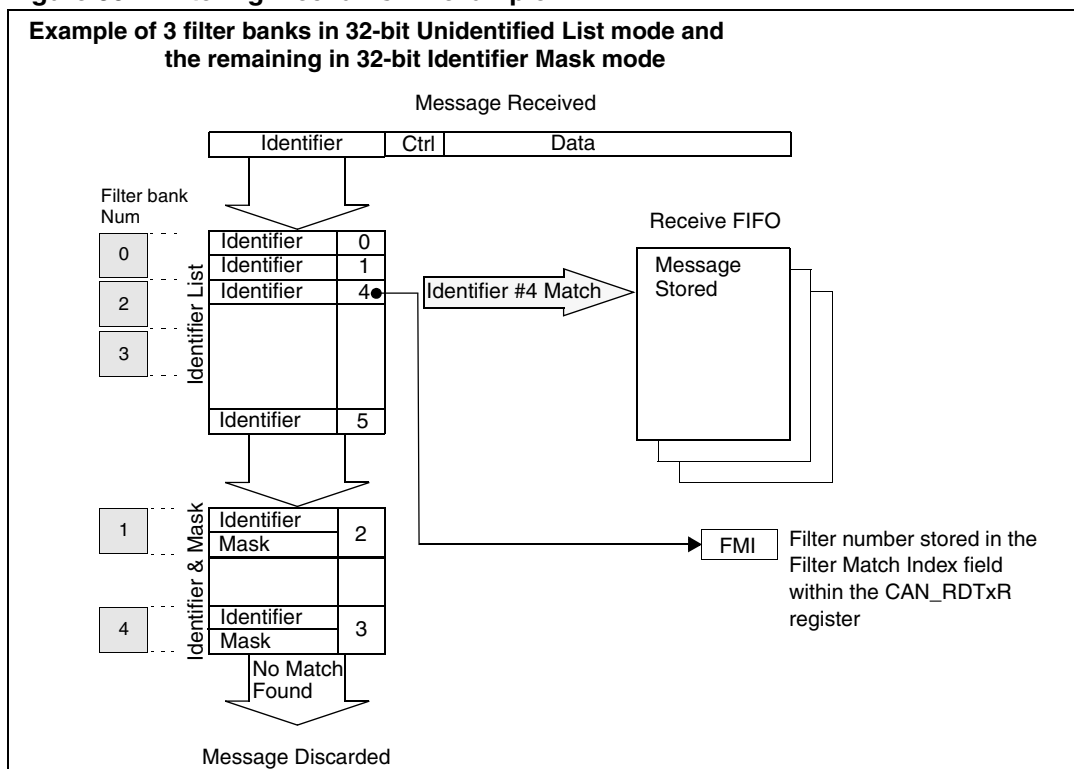 Example of 3 filter banks in 32-bit Unidentified List mode and
the remaining in 32-bit Identifier Mask mode
Message Received
Identifier Ctrl Data
Filter bank
Num
Receive FIFO
0
2
3
Identifier List
Identifier 0
Identifier 1
Identifier 4
Identifier 5
Identifier #4 Match
Message
Stored
1
4
Identifier & Mask
Identifier
Mask
2
Identifier
Mask
3
FMI
Filter number stored in the
Filter Match Index field
within the CAN_RDTxR
register
No Match
Found
Message Discarded